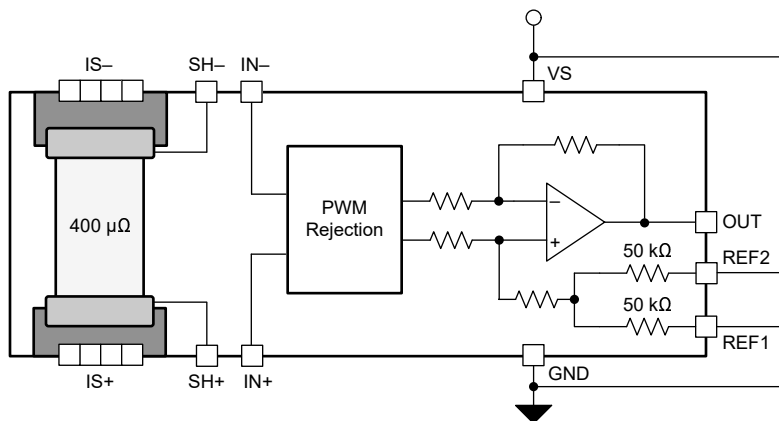 IS–
SH–
IN–
VS
400 µΩ
PWM
Rejection
–
+
OUT
50 kΩ
REF2
50 kΩ
REF1
IS+
SH+
IN+
GND